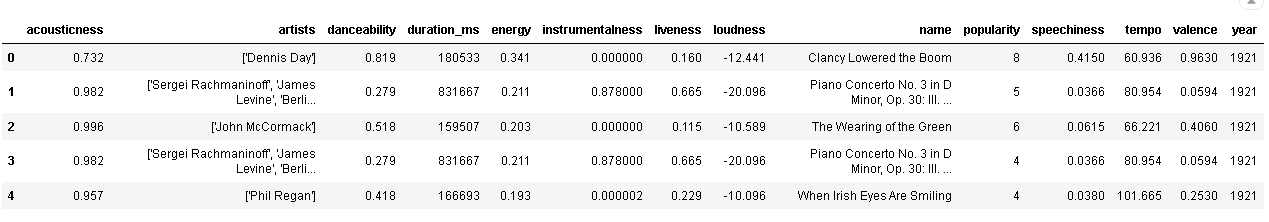 acousticness artists danceability duration_ms energy instrumentalness liveness loudness name popularity speechiness tempo valence year
0 0.732 ['Dennis Day'] 0.819 180533 0.341 0.000000 0.160 -12.441 Clancy Lowered the Boom 8 0.4150 60.936 0.9630 1921
1 0.982 ['Sergei Rachmaninoff', 'James Levine', 'Berli... 0.279 831667 0.211 0.878000 0.665 -20.096 Piano Concerto No. 3 in D Minor, Op. 30: III. ... 5 0.0366 80.954 0.0594 1921
2 0.996 ['John McCormack'] 0.518 159507 0.203 0.000000 0.115 -10.589 The Wearing of the Green 6 0.0615 66.221 0.4060 1921
3 0.982 ['Sergei Rachmaninoff', 'James Levine', 'Berli... 0.279 831667 0.211 0.878000 0.665 -20.096 Piano Concerto No. 3 in D Minor, Op. 30: III. ... 4 0.0366 80.954 0.0594 1921
4 0.957 ['Phil Regan'] 0.418 166693 0.193 0.000002 0.229 -10.096 When Irish Eyes Are Smiling 4 0.0380 101.665 0.2530 1921